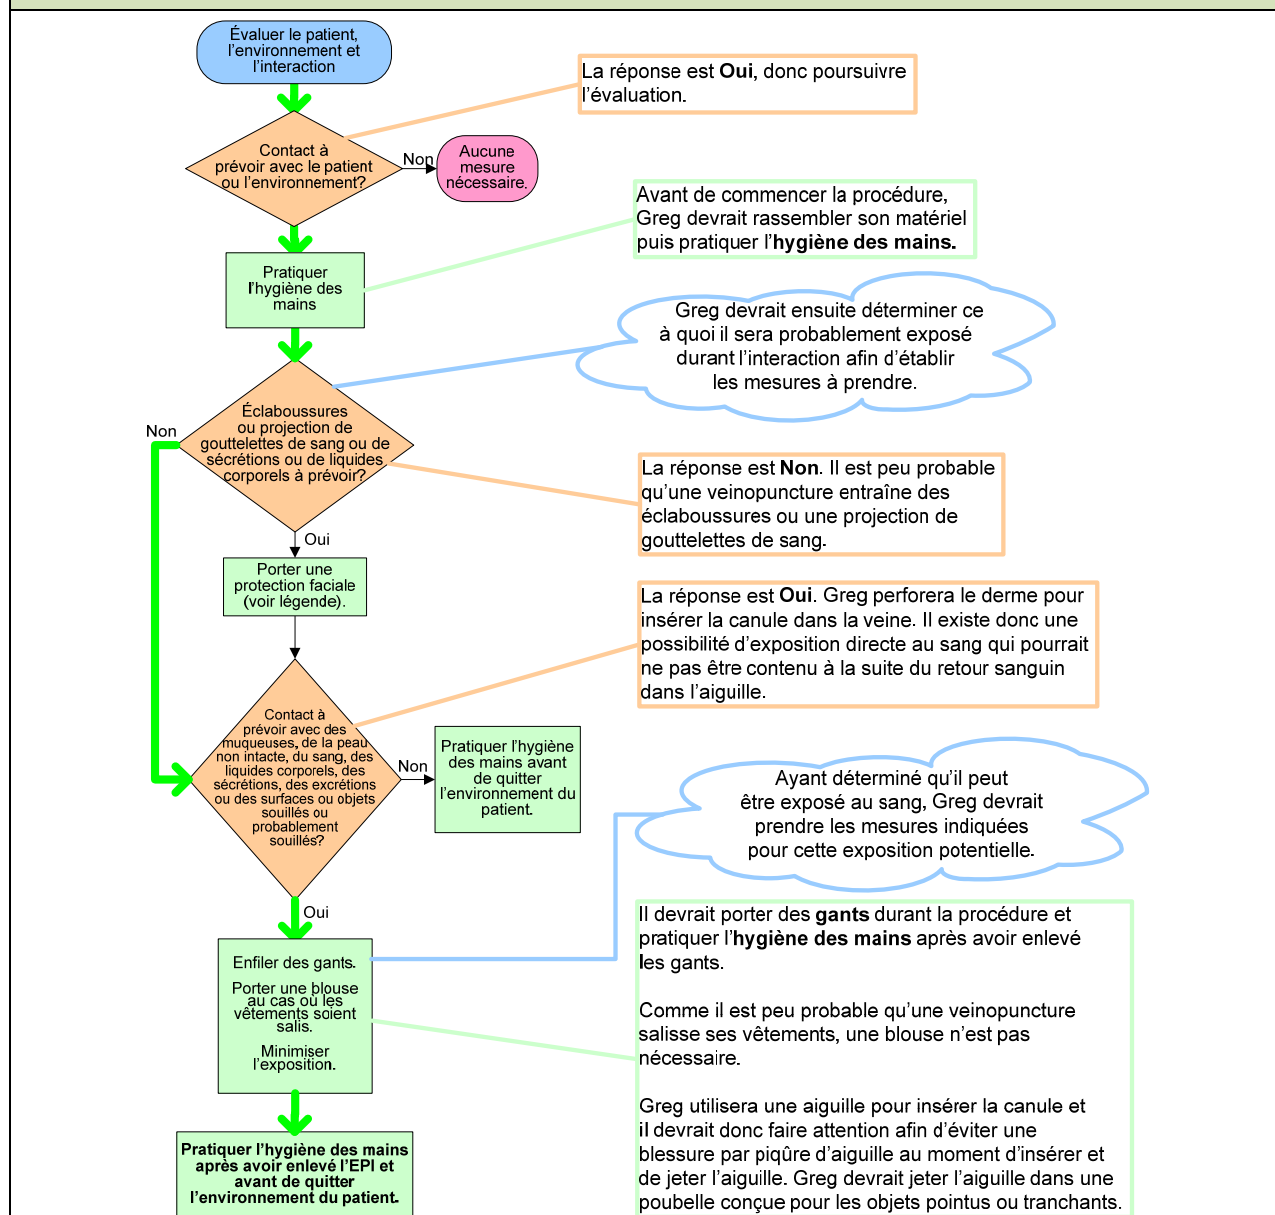 Évaluer le patient,
l'environnement et
l'interaction
La réponse est Oui, donc poursuivre
l'évaluation.
Contact à
prévoir avec le patient
ou l'environnement?
Non
Aucune
mesure
nécessaire.
Avant de commencer la procédure,
Greg devrait rassembler son matériel
puis pratiquer l'hygiène des mains.
Pratiquer
l'hygiène des
mains
Greg devrait ensuite déterminer ce
à quoi il sera probablement exposé
durant l'interaction afin d'établir
les mesures à prendre.
Éclaboussures
ou projection de
gouttelettes de sang ou de
sécrétions ou de liquides
corporels à prévoir?
Non
La réponse est Non. Il est peu probable
qu'une veinopuncture entraîne des
éclaboussures ou une projection de
gouttelettes de sang.
Oui
Porter une
protection faciale
(voir légende).
La réponse est Oui. Greg perforera le derme pour
insérer la canule dans la veine. Il existe donc une
possibilité d'exposition directe au sang qui pourrait
ne pas être contenu à la suite du retour sanguin
dans l'aiguille.
Contact à
prévoir avec des
muqueuses, de la peau
non intacte, du sang, des
liquides corporels, des
sécrétions, des excrétions
ou des surfaces ou objets
souillés ou
probablement
souillés?
Non
Pratiquer l'hygiène
des mains avant
de quitter
l'environnement du
patient.
Ayant déterminé qu'il peut
être exposé au sang, Greg devrait
prendre les mesures indiquées
pour cette exposition potentielle.
Oui
Enfiler des gants.
Porter une blouse
au cas où les
vêtements soient
salis.
Minimiser
l'exposition.
Il devrait porter des gants durant la procédure et
pratiquer l'hygiène des mains après avoir enlevé
les gants.
Comme il est peu probable qu'une veinopuncture
salisse ses vêtements, une blouse n'est pas
nécessaire.
Greg utilisera une aiguille pour insérer la canule et
il devrait donc faire attention afin d'éviter une
blessure par piqûre d'aiguille au moment d'insérer et
de jeter l'aiguille. Greg devrait jeter l'aiguille dans une
poubelle conçue pour les objets pointus ou tranchants.
Pratiquer l'hygiène des mains
après avoir enlevé l'EPI et
avant de quitter
l'environnement du patient.